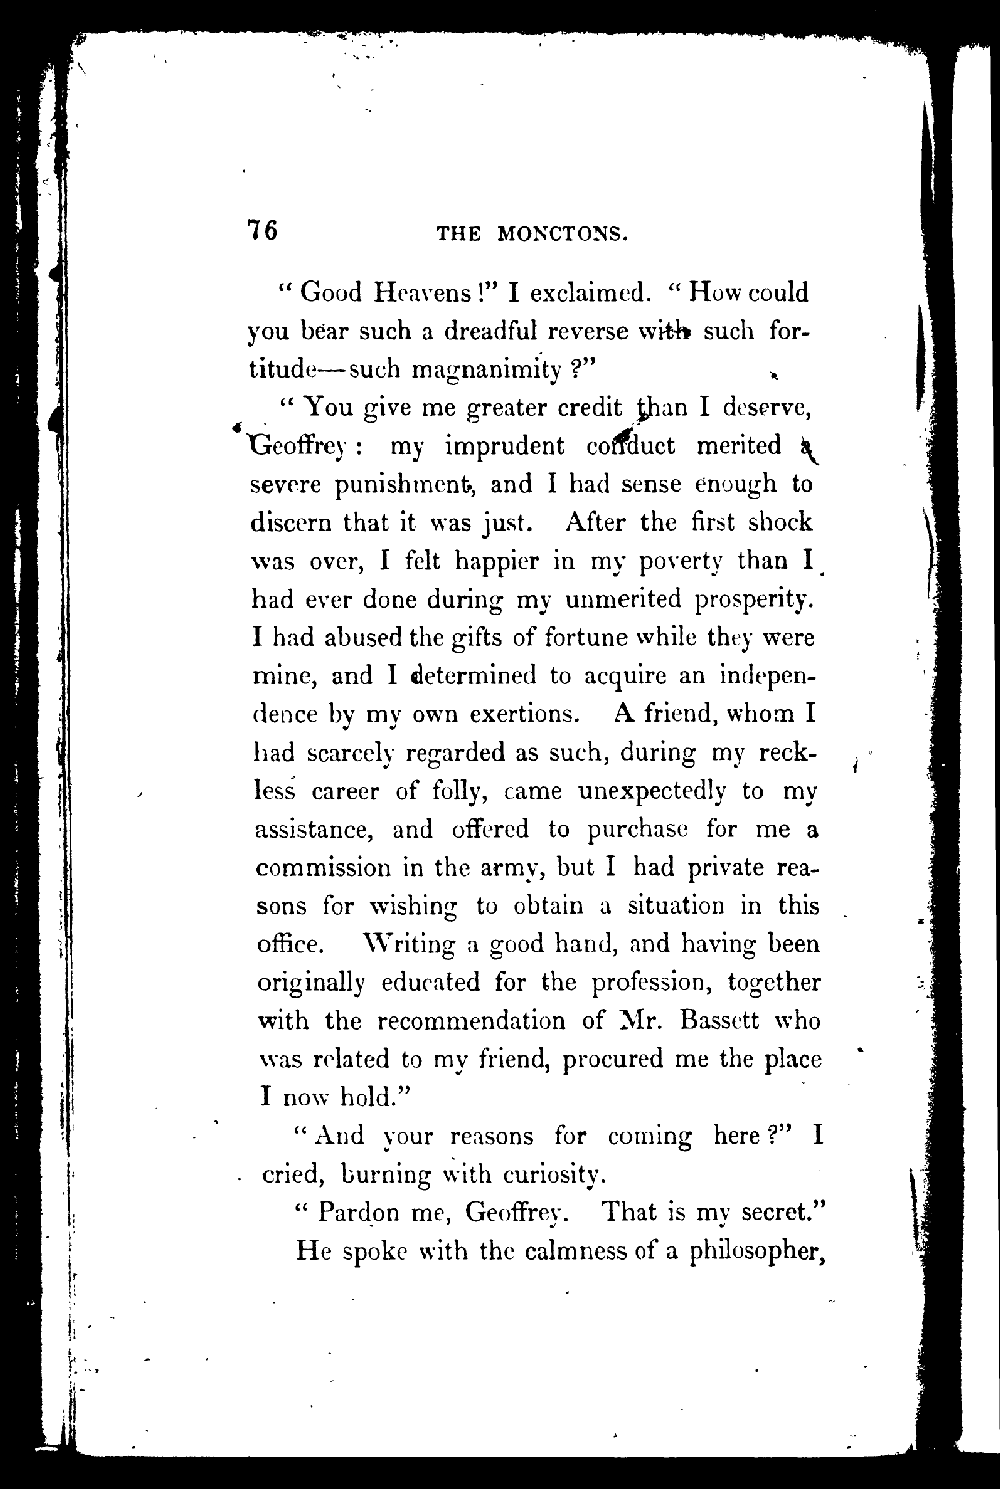 76 THE MONCTONS.
“Good Heavens!” I exclaimed. “How could
you bear such a dreadful reverse with such for-
titude—such magnanimity?”
“You give me greater credit than I deserve,
Geoffrey: my imprudent conduct merited a
severe punishment, and I had sense enough to
discern that it was just. After the first shock
was over, I felt happier in my poverty than I
had ever done during my unmerited prosperity.
I had abused the gifts of fortune while they were
mine, and I determined to acquire an indepen-
dence by my own exertions. A friend, whom I
had scarcely regarded as such, during my reck-
less career of folly, came unexpectedly to my
assistance, and offered to purchase for me a
commission in the army, but I had private rea-
sons for wishing to obtain a situation in this
office. Writing a good hand, and having been
originally educated for the profession, together
with the recommendation of Mr. Bassett who
was related to my friend, procured me the place
I now hold.”
“And your reasons for coming here?” I
cried, burning with curiosity.
“Pardon me, Geoffrey. That is my secret.”
He spoke with the calmness of a philosopher,